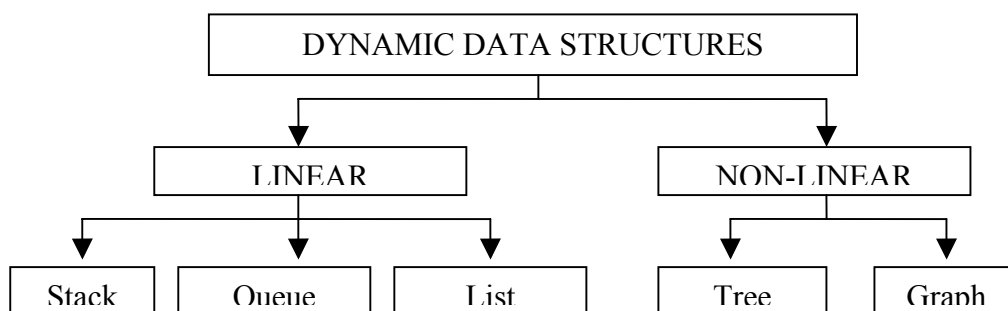 DYNAMIC DATA STRUCTURES
LINEAR NON-LINEAR
Stack Queue List Tree Graph